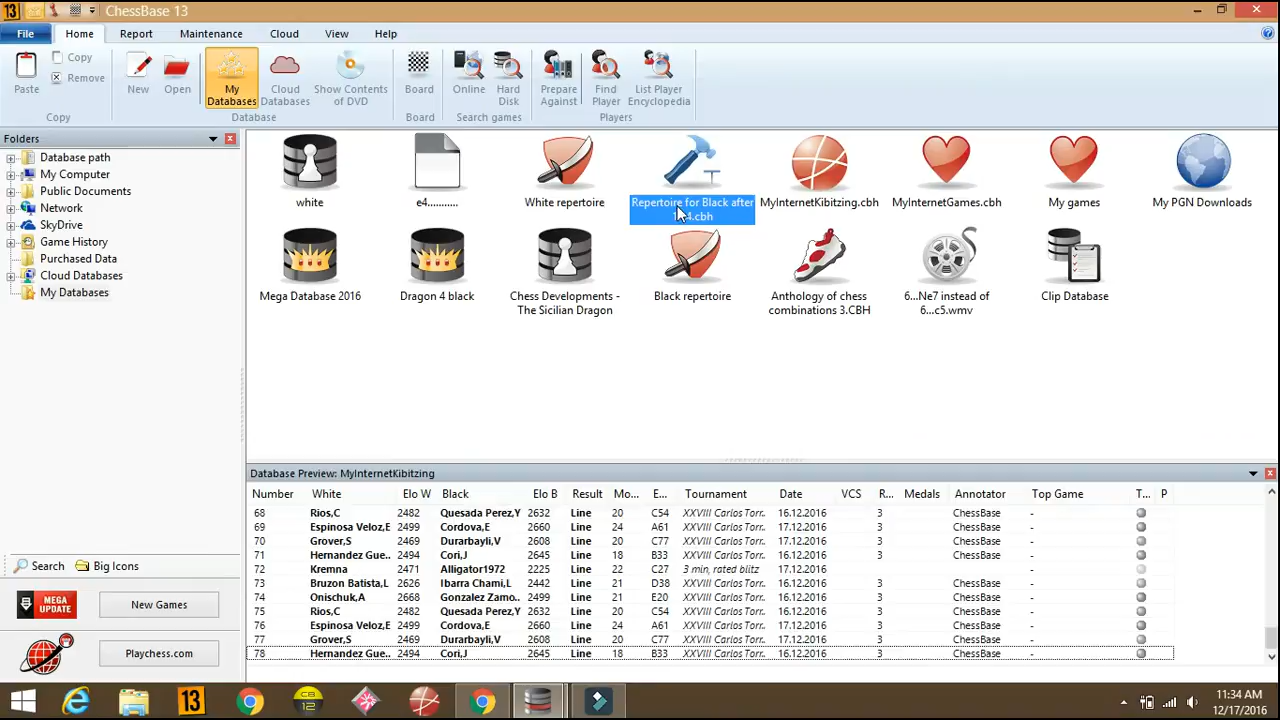 13 ChessBase 13
File Home Report Maintenance Cloud View Help
Paste Copy Remove New Open My Databases Cloud Databases Show Contents of DVD Board Online Hard Disk Prepare Against Find Player List Player Encyclopedia
Copy Database Board Search games Players
Folders
Database path
My Computer
Public Documents
Network
SkyDrive
Game History
Purchased Data
Cloud Databases
My Databases
Search Big Icons
MEGA UPDATE New Games
Playchess.com
white e4........... White repertoire Repertoire for Black after MyInternetKibitzing.cbh MyInternetGames.cbh My games My PGN Downloads
4.cbh
Mega Database 2016 Dragon 4 black Chess Developments - Black repertoire Anthology of chess 6...Ne7 instead of Clip Database
The Sicilian Dragon combinations 3.CBH 6...c5.wmv
Database Preview: MyInternetKibitzing
Number White Elo W Black Elo B Result Mo... E... Tournament Date VCS R... Medals Annotator Top Game T... P
68 Rios,C 2482 Quesada Perez,Y 2632 Line 20 C54 XXVIII Carlos Torr.. 16.12.2016 3 ChessBase -
69 Espinosa Veloz,E 2499 Cordova,E 2660 Line 24 A61 XXVIII Carlos Torr.. 16.12.2016 3 ChessBase -
70 Grover,S 2469 Durarbayli,V 2608 Line 20 C77 XXVIII Carlos Torr.. 16.12.2016 3 ChessBase -
71 Hernandez Gue.. 2494 Cori,J 2645 Line 18 B33 XXVIII Carlos Torr.. 16.12.2016 3 ChessBase -
72 Kremna 2471 Alligator1972 2225 Line 22 C27 3 min, rated blitz 17.12.2016 -
73 Bruzon Batista,L 2626 Ibarra Chami,L 2442 Line 21 D38 XXVIII Carlos Torr.. 17.12.2016 3 ChessBase -
74 Onischuk,A 2668 Gonzalez Zamo.. 2527 Line 24 E20 XXVIII Carlos Torr.. 17.12.2016 3 ChessBase -
75 Rios,C 2482 Quesada Perez,Y 2632 Line 20 C54 XXVIII Carlos Torr.. 17.12.2016 3 ChessBase -
76 Espinosa Veloz,E 2499 Cordova,E 2660 Line 24 A61 XXVIII Carlos Torr.. 17.12.2016 3 ChessBase -
77 Grover,S 2469 Durarbayli,V 2608 Line 20 C77 XXVIII Carlos Torr.. 17.12.2016 3 ChessBase -
78 Hernandez Gue.. 2494 Cori,J 2645 Line 18 B33 XXVIII Carlos Torr.. 16.12.2016 3 ChessBase -
13 CB 12 11:34 AM
12/17/2016